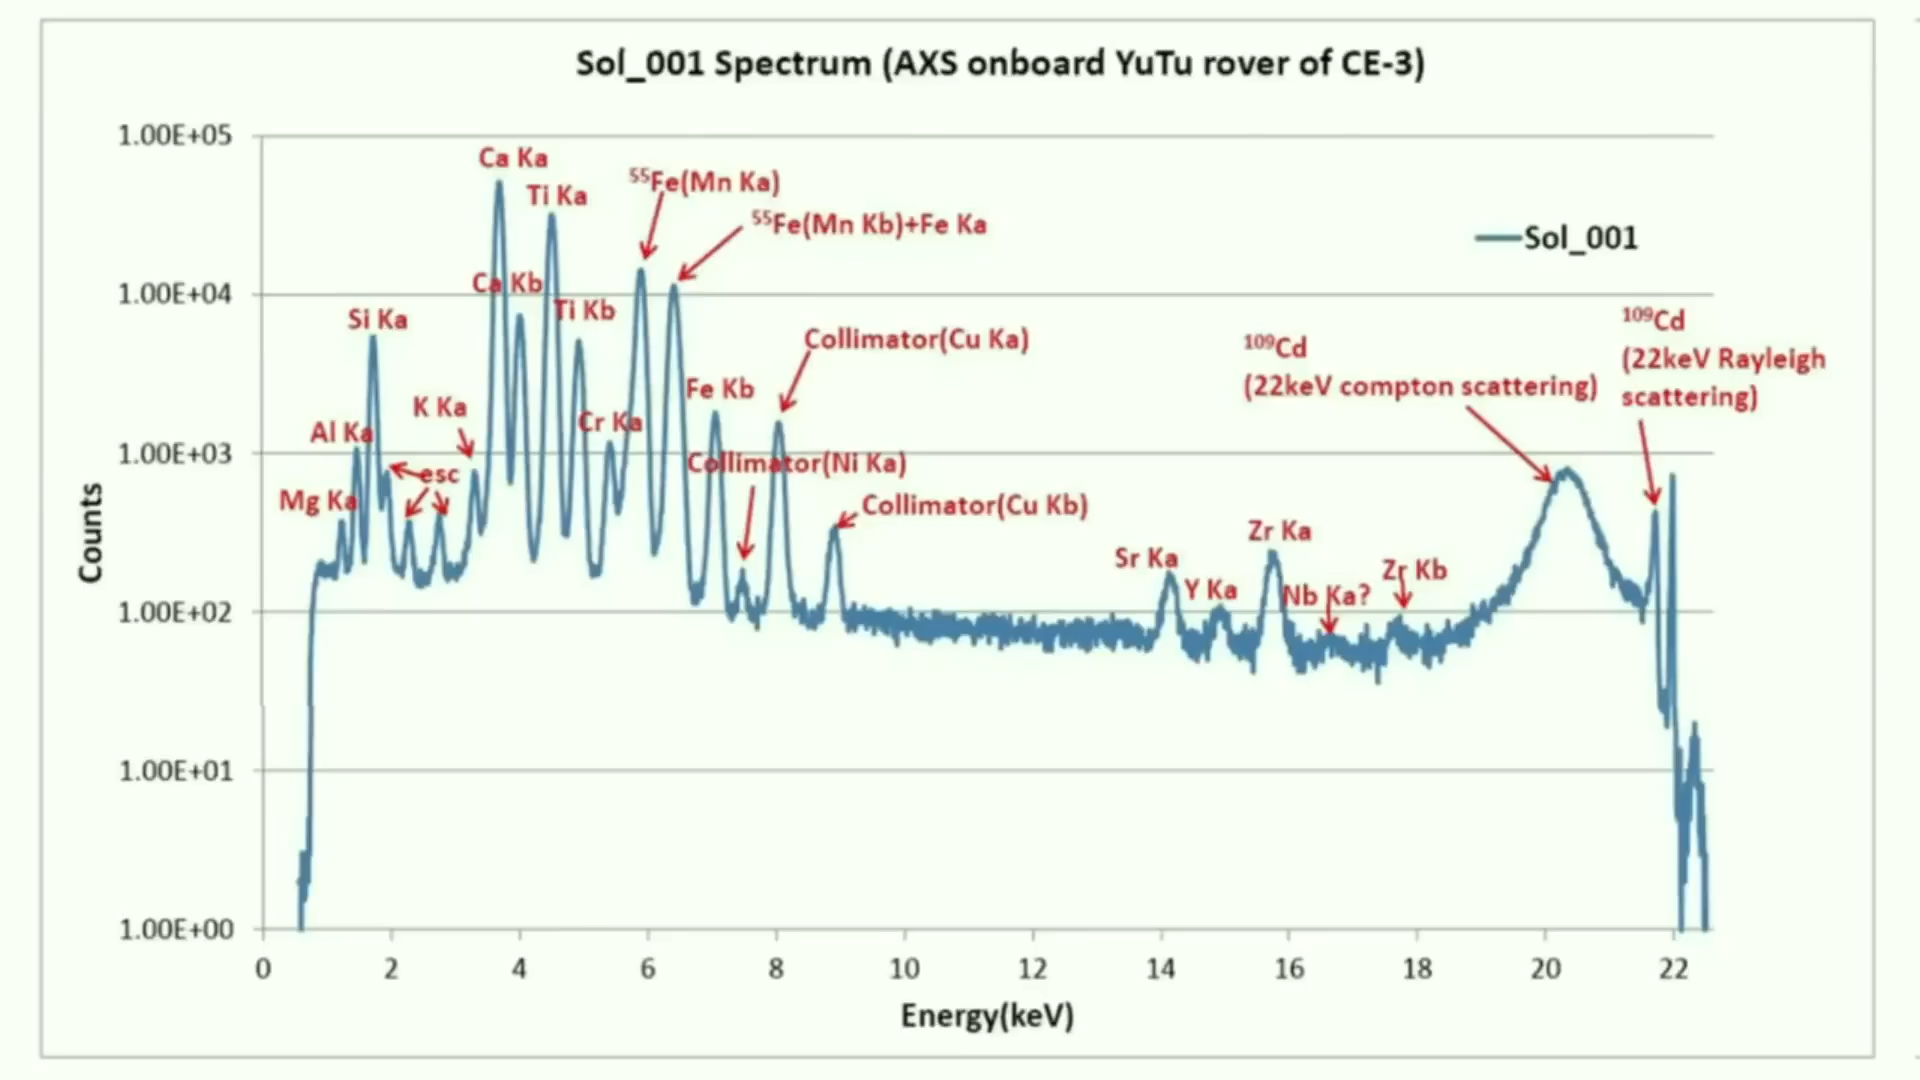 Sol_001 Spectrum (AXS onboard YuTu rover of CE-3)
1.00E+05
1.00E+04
1.00E+03
1.00E+02
1.00E+01
1.00E+00
Counts
0 2 4 6 8 10 12 14 16 18 20 22
Energy(keV)
Sol_001
Mg Ka
Al Ka
Si Ka
esc
K Ka
Ca Ka
Ca Kb
Ti Ka
Ti Kb
Cr Ka
⁵⁵Fe(Mn Ka)
⁵⁵Fe(Mn Kb)+Fe Ka
Fe Kb
Collimator(Ni Ka)
Collimator(Cu Ka)
Collimator(Cu Kb)
Sr Ka
Y Ka
Zr Ka
Nb Ka?
Zr Kb
¹⁰⁹Cd
(22keV compton scattering)
¹⁰⁹Cd
(22keV Rayleigh
scattering)